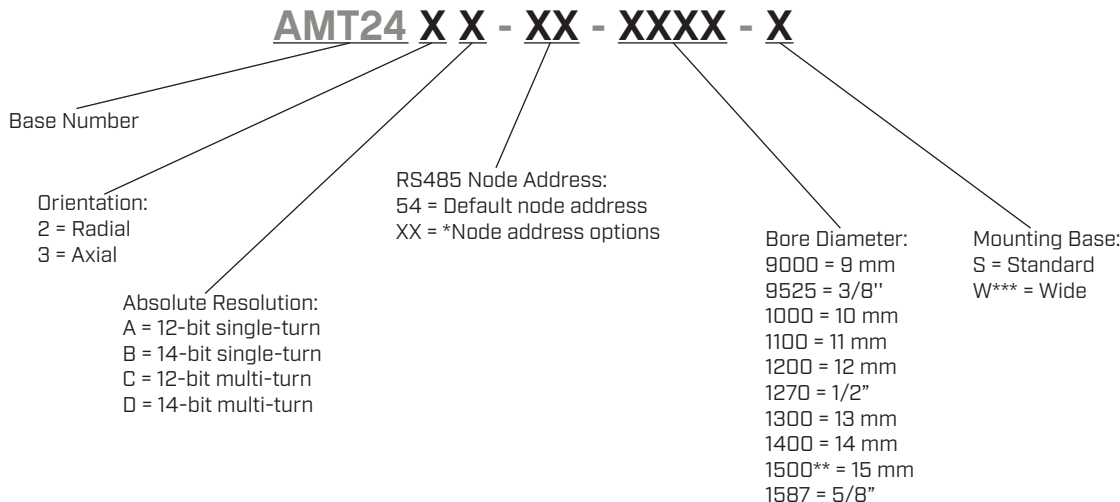 AMT24 X X - XX - XXXX - X
Base Number
Orientation:
2 = Radial
3 = Axial
Absolute Resolution:
A = 12-bit single-turn
B = 14-bit single-turn
C = 12-bit multi-turn
D = 14-bit multi-turn
RS485 Node Address:
54 = Default node address
XX = *Node address options
Bore Diameter:
9000 = 9 mm
9525 = 3/8''
1000 = 10 mm
1100 = 11 mm
1200 = 12 mm
1270 = 1/2”
1300 = 13 mm
1400 = 14 mm
1500** = 15 mm
1587 = 5/8”
Mounting Base:
S = Standard
W*** = Wide